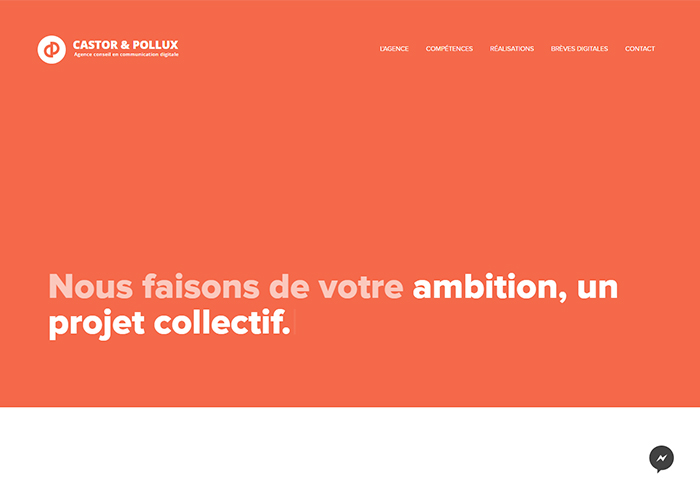 CASTOR & POLLUX
Agence conseil en communication digitale
L'AGENCE COMPÉTENCES RÉALISATIONS BRÈVES DIGITALES CONTACT
Nous faisons de votre ambition, un
projet collectif.